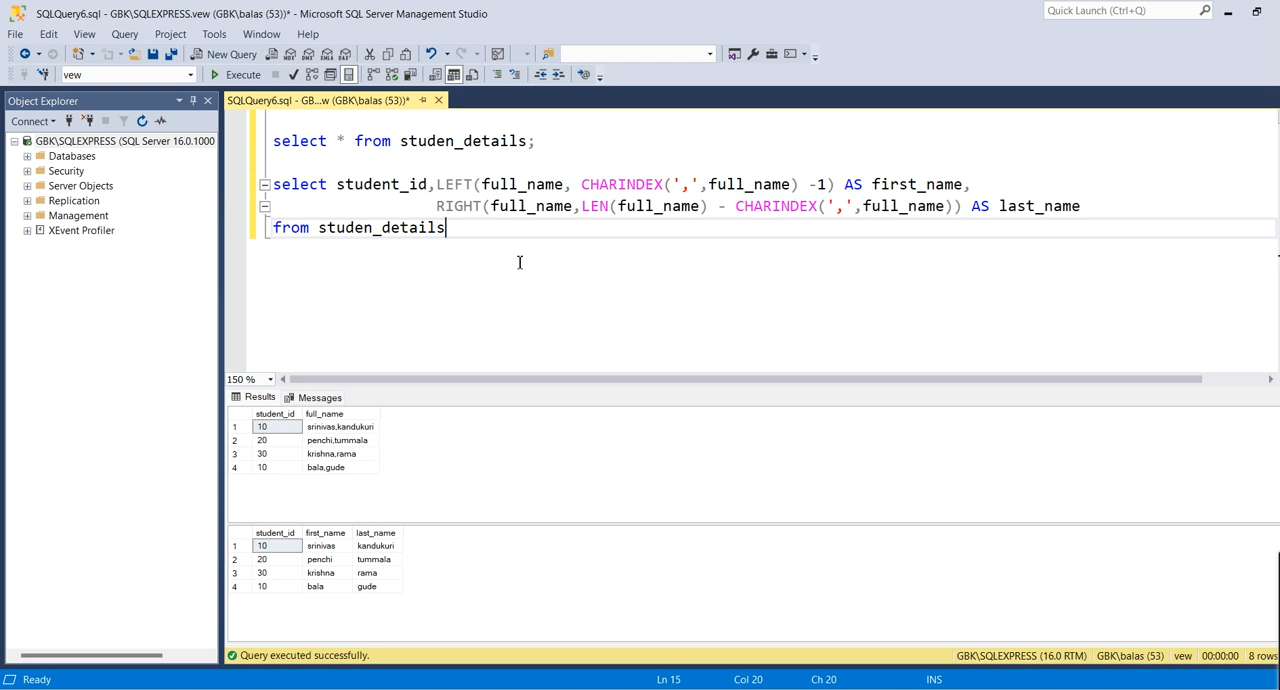 SQLQuery6.sql - GBK\SQLEXPRESS.vew (GBK\balas (53))* - Microsoft SQL Server Management Studio
Quick Launch (Ctrl+Q)
File Edit View Query Project Tools Window Help
New Query
MDX DMX XMLA DAX
vew Execute
Object Explorer
SQLQuery6.sql - GB...w (GBK\balas (53))*
Connect
GBK\SQLEXPRESS (SQL Server 16.0.1000
Databases
Security
Server Objects
Replication
Management
XEvent Profiler
select * from studen_details;
select student_id,LEFT(full_name, CHARINDEX(',',full_name) -1) AS first_name,
RIGHT(full_name,LEN(full_name) - CHARINDEX(',',full_name)) AS last_name
from studen_details
150 %
Results Messages
student_id full_name
1 10 srinivas,kandukuri
2 20 penchi,tummala
3 30 krishna,rama
4 10 bala,gude
student_id first_name last_name
1 10 srinivas kandukuri
2 20 penchi tummala
3 30 krishna rama
4 10 bala gude
Query executed successfully. GBK\SQLEXPRESS (16.0 RTM) GBK\balas (53) vew 00:00:00 8 rows
Ready Ln 15 Col 20 Ch 20 INS